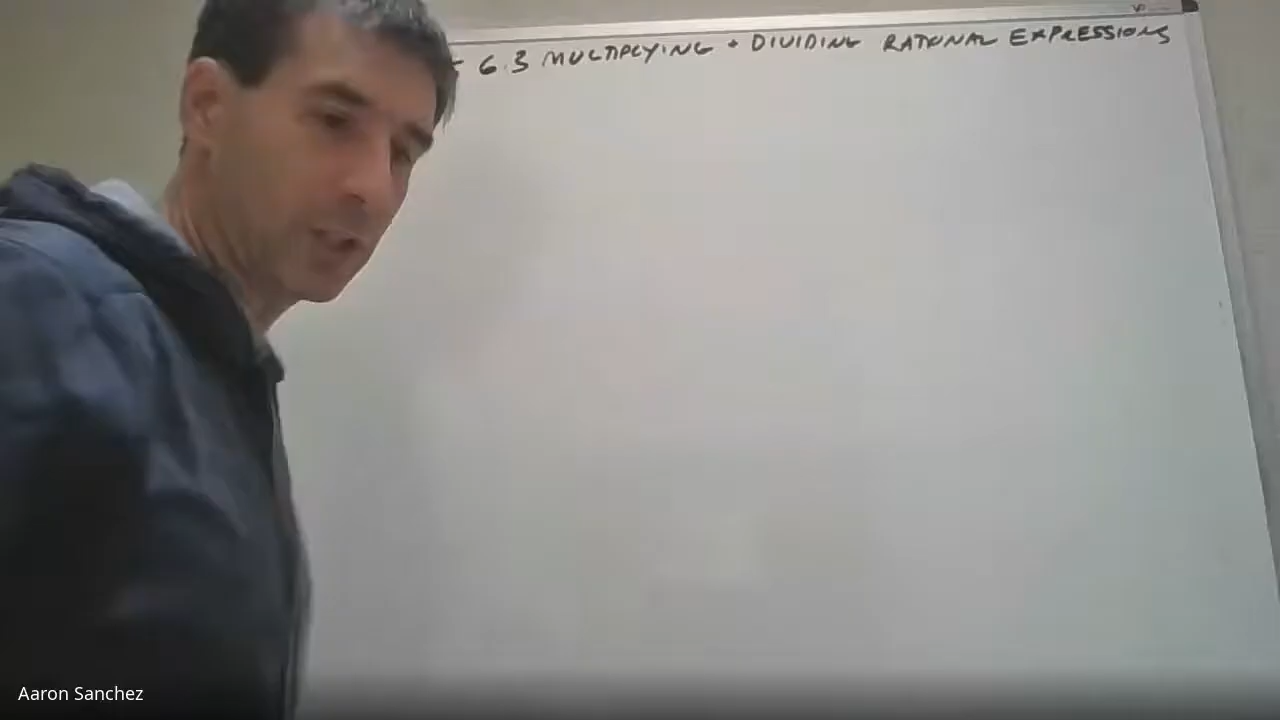 6.3 MULTIPLYING + DIVIDING RATIONAL EXPRESSIONS
Aaron Sanchez